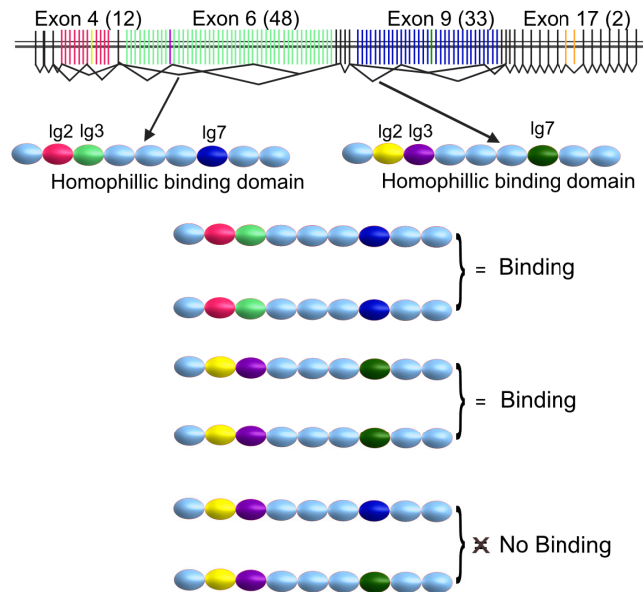 Exon 4 (12) Exon 6 (48) Exon 9 (33) Exon 17 (2)
Ig2 Ig3 Ig7 Ig2 Ig3 Ig7
Homophillic binding domain Homophillic binding domain
= Binding
= Binding
= No Binding